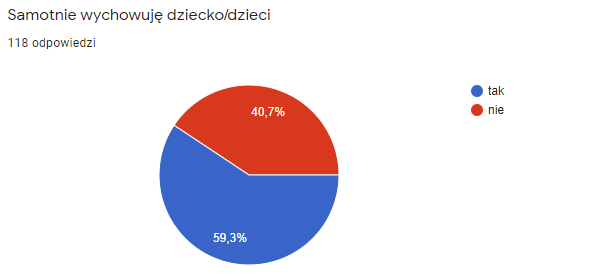 Samotnie wychowuję dziecko/dzieci
118 odpowiedzi
tak
nie
40,7%
59,3%